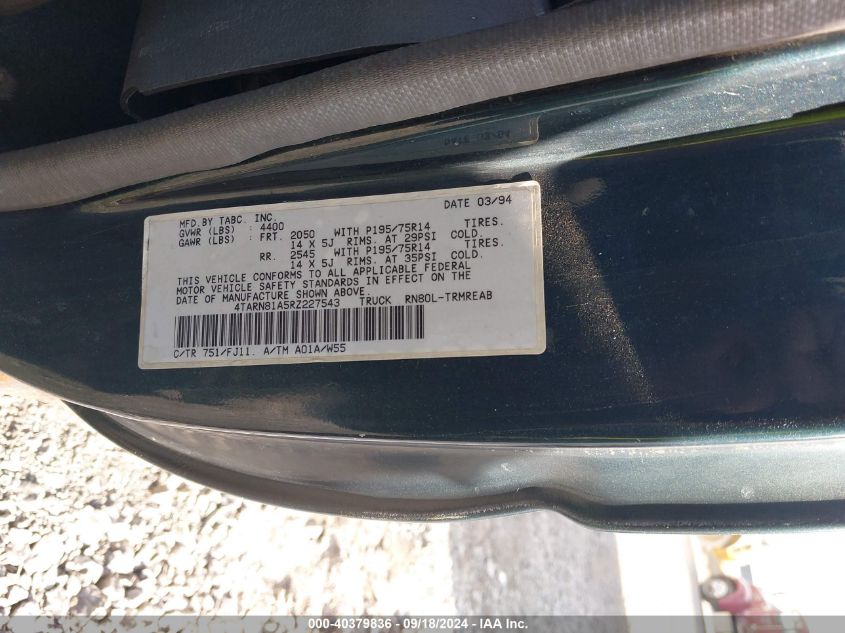 MFD.BY TABC. INC. DATE 03/94
GVWR (LBS) : 4400
GAWR (LBS) : FRT. 2050 WITH P195/75R14 TIRES.
14 X 5J RIMS. AT 29PSI COLD.
RR. 2545 WITH P195/75R14 TIRES.
14 X 5J RIMS. AT 35PSI COLD.
THIS VEHICLE CONFORMS TO ALL APPLICABLE FEDERAL
MOTOR VEHICLE SAFETY STANDARDS IN EFFECT ON THE
DATE OF MANUFACTURE SHOWN ABOVE.
4TARN81A5RZ227543 TRUCK RN80L-TRMREAB
C/TR 751/FJ11. A/TM A01A/W55
000-40379836 - 09/18/2024 - IAA Inc.